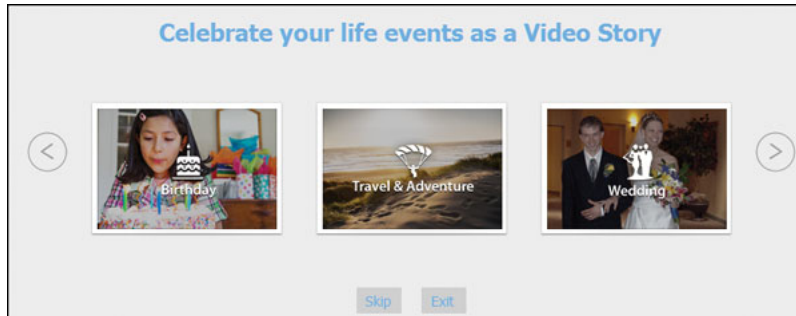 Celebrate your life events as a Video Story
Birthday
Travel & Adventure
Wedding
Skip
Exit